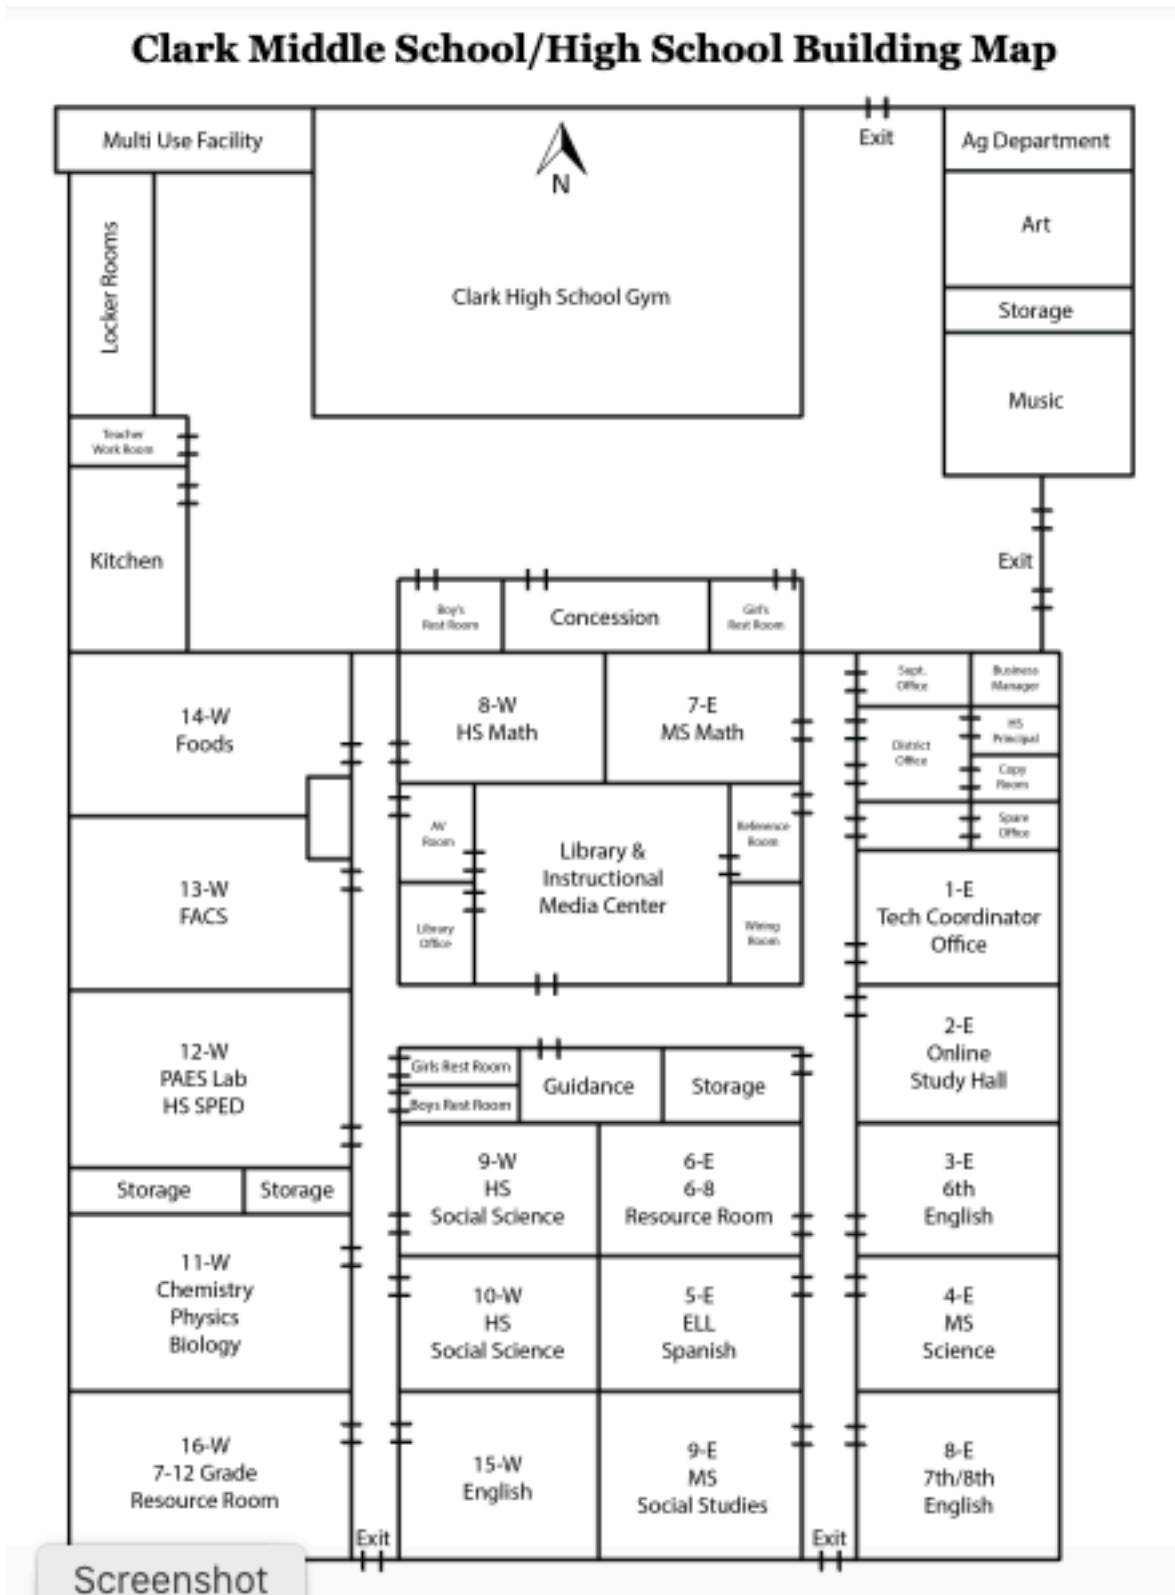 Clark Middle School/High School Building Map
Multi Use Facility
Exit
Ag Department
N
Art
Locker Rooms
Clark High School Gym
Storage
Music
Teacher
Work Room
Kitchen
Exit
Boy's
Rest Room
Concession
Girl's
Rest Room
14-W
Foods
8-W
HS Math
7-E
MS Math
Supt.
Office
Business
Manager
District
Office
HS
Principal
Copy
Room
Spare
Office
13-W
FACS
AV
Room
Library &
Instructional
Media Center
Reference
Room
Library
Office
Wiring
Room
1-E
Tech Coordinator
Office
12-W
PAES Lab
HS SPED
Girls Rest Room
Boys Rest Room
Guidance
Storage
2-E
Online
Study Hall
Storage
Storage
9-W
HS
Social Science
6-E
6-8
Resource Room
3-E
6th
English
11-W
Chemistry
Physics
Biology
10-W
HS
Social Science
5-E
ELL
Spanish
4-E
MS
Science
16-W
7-12 Grade
Resource Room
15-W
English
9-E
MS
Social Studies
8-E
7th/8th
English
Exit
Exit
Screenshot